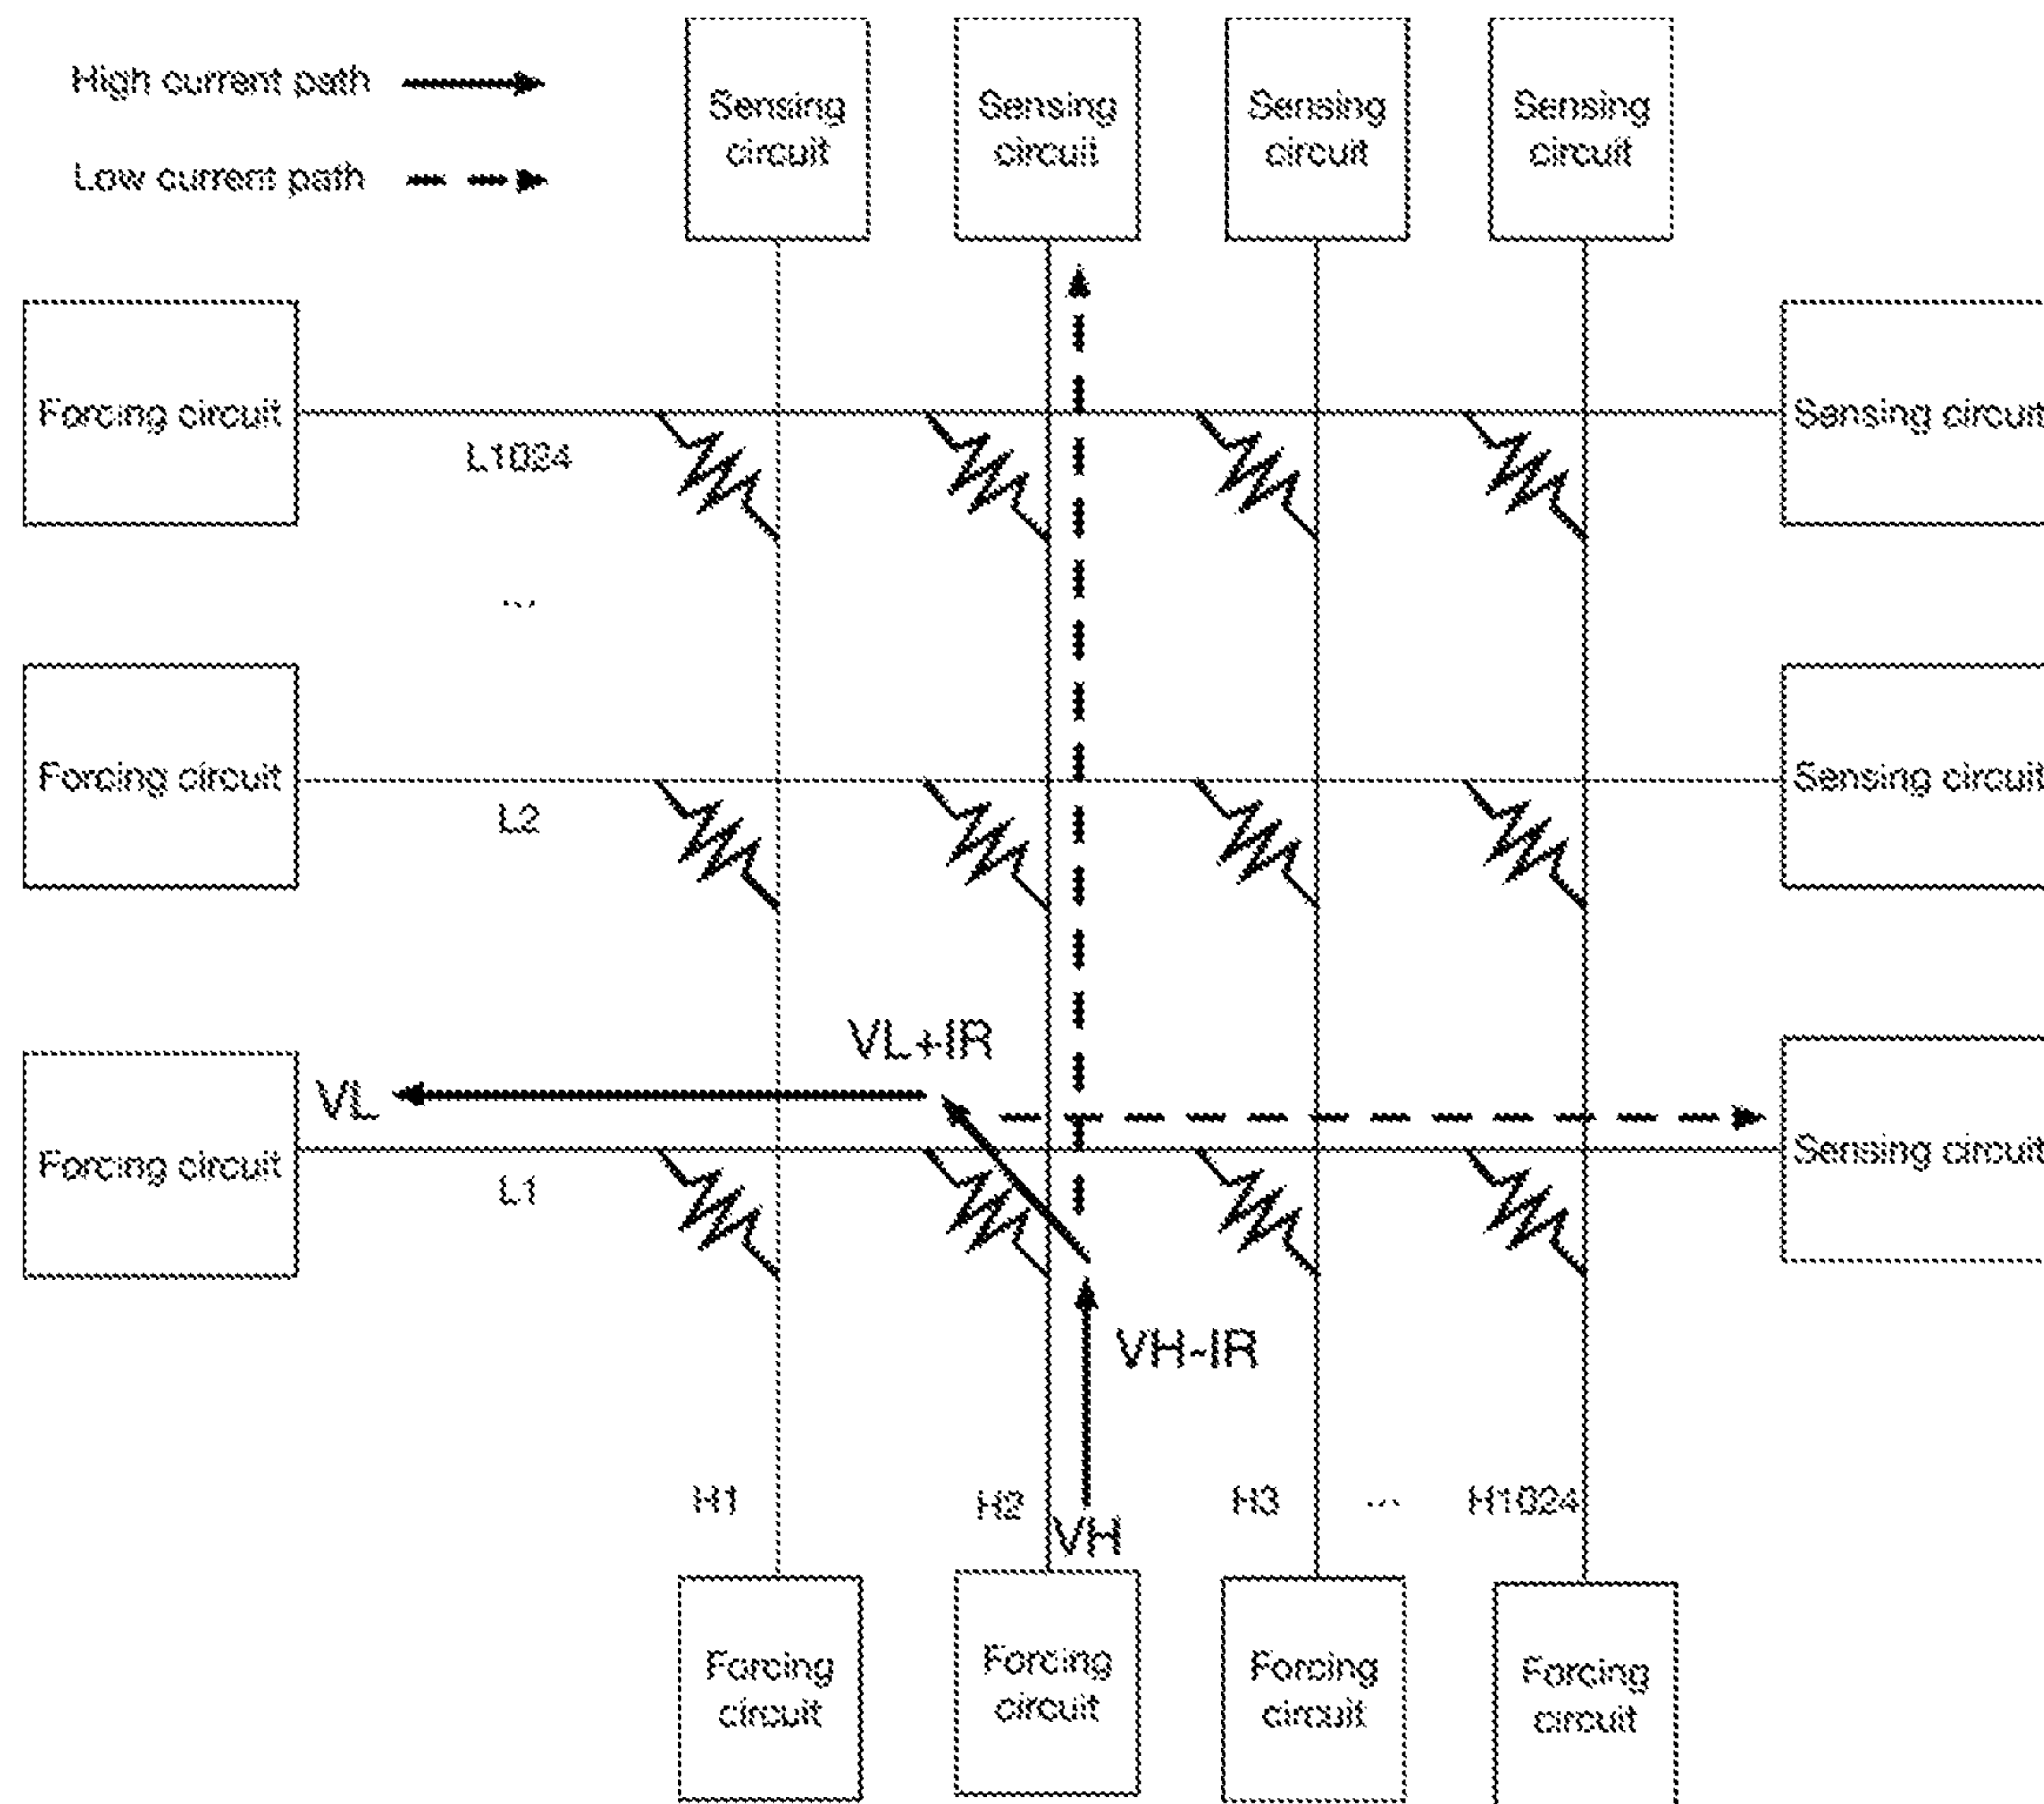 High current path
Low current path
Sensing
circuit
Sensing
circuit
Sensing
circuit
Sensing
circuit
Forcing circuit
Sensing circuit
L1024
...
Forcing circuit
Sensing circuit
L2
VL+IR
VL
Forcing circuit
Sensing circuit
L1
VH-IR
H1
H2
H3
...
H1024
VH
Forcing
circuit
Forcing
circuit
Forcing
circuit
Forcing
circuit